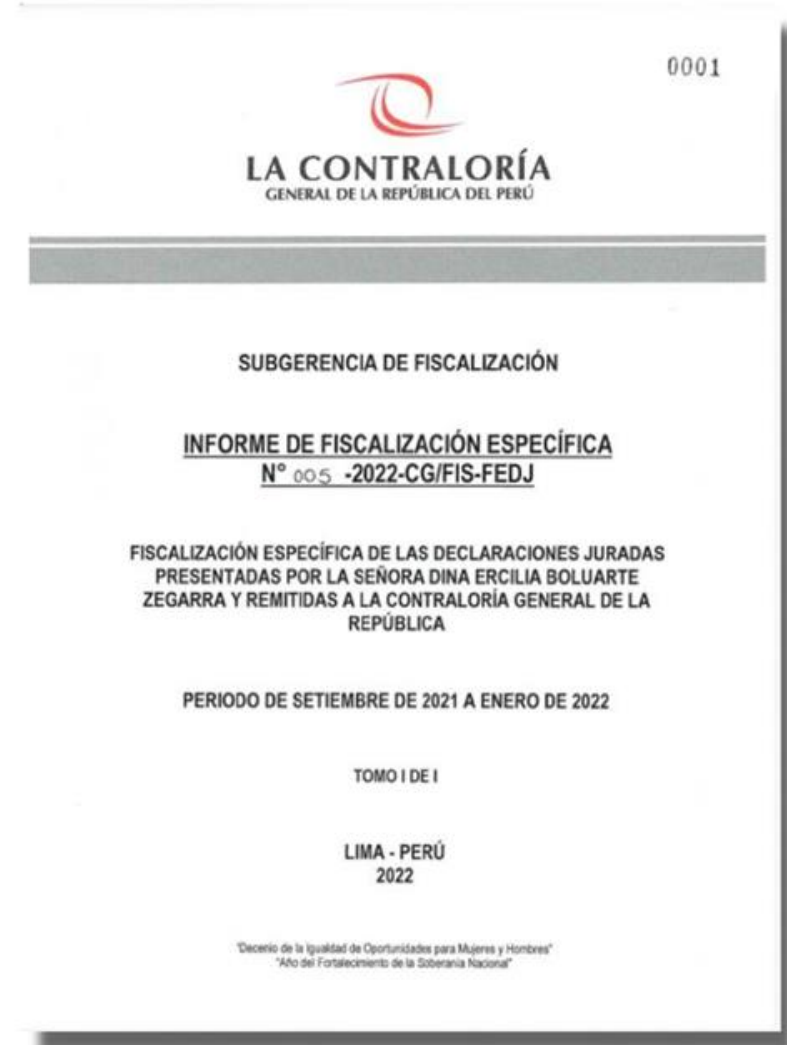 0001
LA CONTRALORÍA
GENERAL DE LA REPÚBLICA DEL PERÚ
SUBGERENCIA DE FISCALIZACIÓN
INFORME DE FISCALIZACIÓN ESPECÍFICA
N° 005 -2022-CG/FIS-FEDJ
FISCALIZACIÓN ESPECÍFICA DE LAS DECLARACIONES JURADAS
PRESENTADAS POR LA SEÑORA DINA ERCILIA BOLUARTE
ZEGARRA Y REMITIDAS A LA CONTRALORÍA GENERAL DE LA
REPÚBLICA
PERIODO DE SETIEMBRE DE 2021 A ENERO DE 2022
TOMO I DE I
LIMA - PERÚ
2022
"Decenio de la Igualdad de Oportunidades para Mujeres y Hombres"
"Año del Fortalecimiento de la Soberanía Nacional"